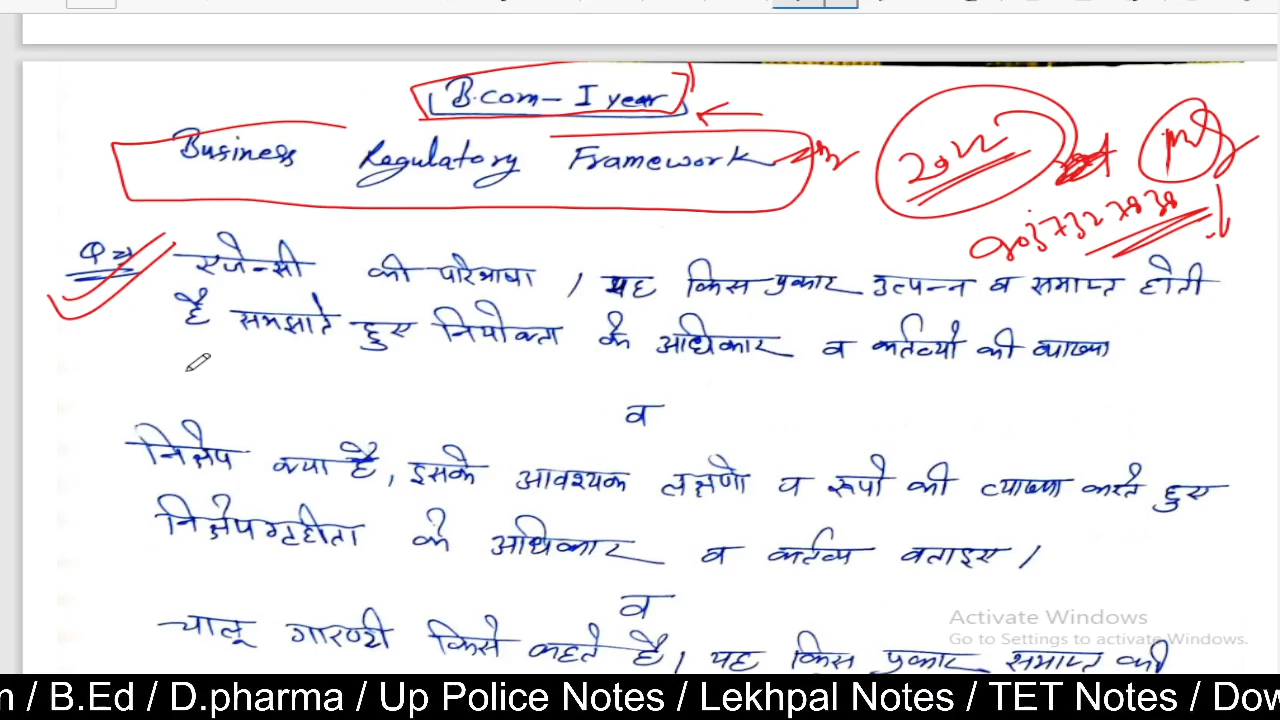 B.com - I year
Business Regulatory Framework
2022
एजेन्सी की परिभाषा / यह किस प्रकार उत्पन्न व समाप्त होती
है समझाते हुए नियोक्ता के अधिकार व कर्तव्यो की व्याख्या
व
निक्षेप क्या है, इसके आवश्यक लक्षणो व रूपो की व्याख्या करते हुए
निक्षेपगृहीता के अधिकार व कर्तव्य बताइए /
व
चालू गारण्टी किसे कहते है, यह किस प्रकार समाप्त की
Activate Windows
Go to Settings to activate Windows.
m / B.Ed / D.pharma / Up Police Notes / Lekhpal Notes / TET Notes / Dow